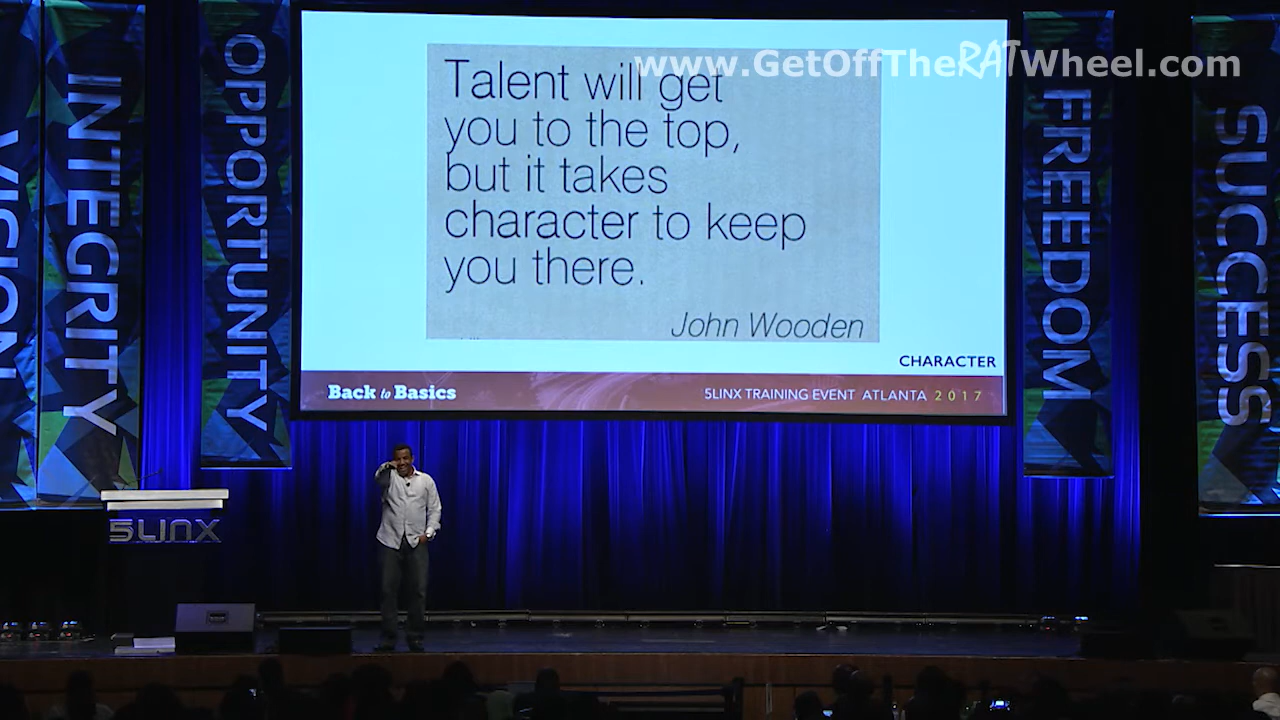 www.GetOffTheRATWheel.com
VISION
INTEGRITY
OPPORTUNITY
Talent will get
you to the top,
but it takes
character to keep
you there.
John Wooden
CHARACTER
Back to Basics
5LINX TRAINING EVENT ATLANTA 2017
FREEDOM
SUCCESS
5LINX